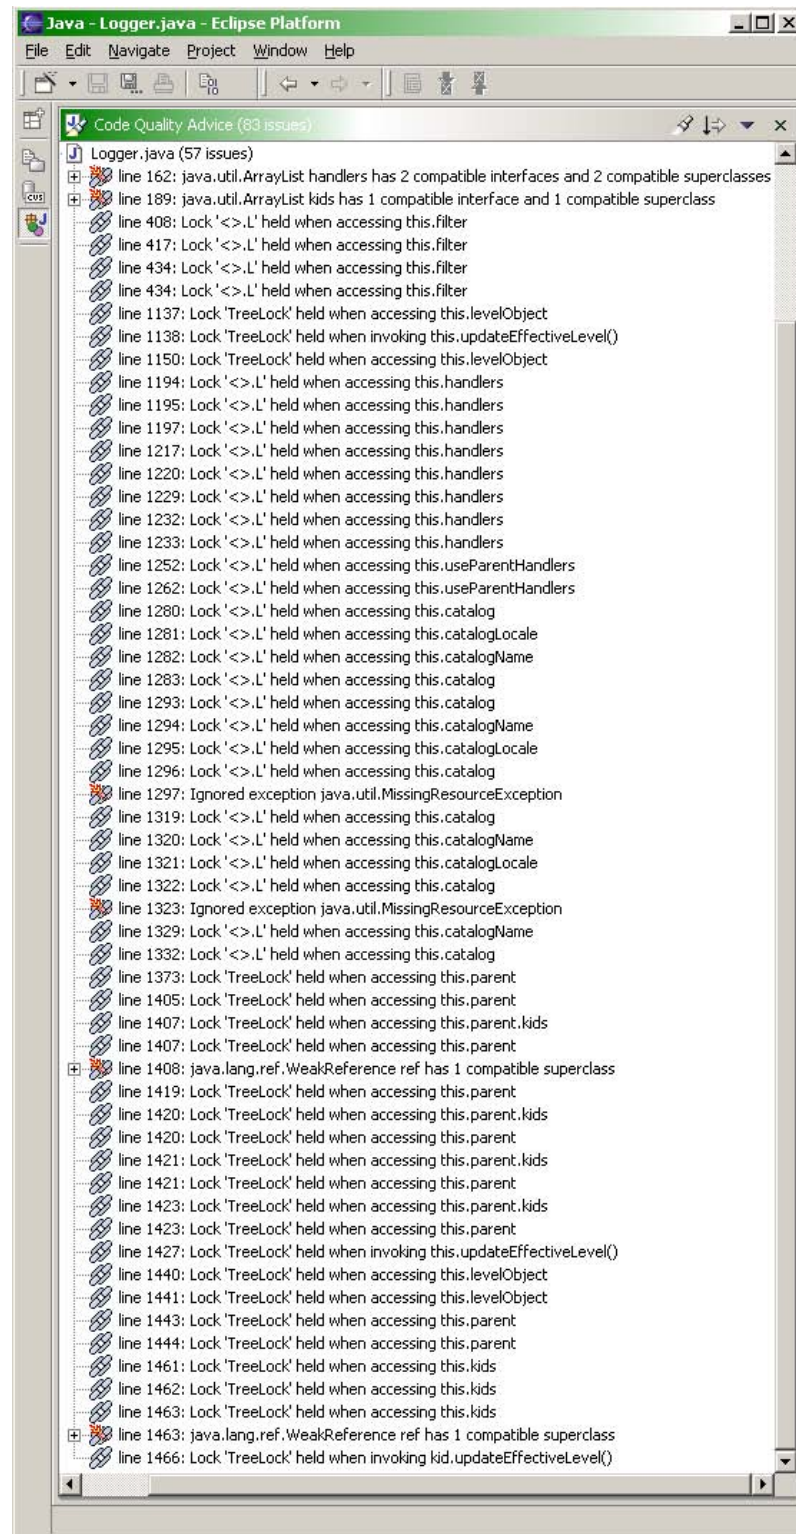 Java - Logger.java - Eclipse Platform
File Edit Navigate Project Window Help
Code Quality Advice (83 issues)
Logger.java (57 issues)
line 162: java.util.ArrayList handlers has 2 compatible interfaces and 2 compatible superclasses
line 189: java.util.ArrayList kids has 1 compatible interface and 1 compatible superclass
line 408: Lock '<>.L' held when accessing this.filter
line 417: Lock '<>.L' held when accessing this.filter
line 434: Lock '<>.L' held when accessing this.filter
line 434: Lock '<>.L' held when accessing this.filter
line 1137: Lock 'TreeLock' held when accessing this.levelObject
line 1138: Lock 'TreeLock' held when invoking this.updateEffectiveLevel()
line 1150: Lock 'TreeLock' held when accessing this.levelObject
line 1194: Lock '<>.L' held when accessing this.handlers
line 1195: Lock '<>.L' held when accessing this.handlers
line 1197: Lock '<>.L' held when accessing this.handlers
line 1217: Lock '<>.L' held when accessing this.handlers
line 1220: Lock '<>.L' held when accessing this.handlers
line 1229: Lock '<>.L' held when accessing this.handlers
line 1232: Lock '<>.L' held when accessing this.handlers
line 1233: Lock '<>.L' held when accessing this.handlers
line 1252: Lock '<>.L' held when accessing this.useParentHandlers
line 1262: Lock '<>.L' held when accessing this.useParentHandlers
line 1280: Lock '<>.L' held when accessing this.catalog
line 1281: Lock '<>.L' held when accessing this.catalogLocale
line 1282: Lock '<>.L' held when accessing this.catalogName
line 1283: Lock '<>.L' held when accessing this.catalog
line 1293: Lock '<>.L' held when accessing this.catalog
line 1294: Lock '<>.L' held when accessing this.catalogName
line 1295: Lock '<>.L' held when accessing this.catalogLocale
line 1296: Lock '<>.L' held when accessing this.catalog
line 1297: Ignored exception java.util.MissingResourceException
line 1319: Lock '<>.L' held when accessing this.catalog
line 1320: Lock '<>.L' held when accessing this.catalogName
line 1321: Lock '<>.L' held when accessing this.catalogLocale
line 1322: Lock '<>.L' held when accessing this.catalog
line 1323: Ignored exception java.util.MissingResourceException
line 1329: Lock '<>.L' held when accessing this.catalogName
line 1332: Lock '<>.L' held when accessing this.catalog
line 1373: Lock 'TreeLock' held when accessing this.parent
line 1405: Lock 'TreeLock' held when accessing this.parent
line 1407: Lock 'TreeLock' held when accessing this.parent.kids
line 1407: Lock 'TreeLock' held when accessing this.parent
line 1408: java.lang.ref.WeakReference ref has 1 compatible superclass
line 1419: Lock 'TreeLock' held when accessing this.parent
line 1420: Lock 'TreeLock' held when accessing this.parent.kids
line 1420: Lock 'TreeLock' held when accessing this.parent
line 1421: Lock 'TreeLock' held when accessing this.parent.kids
line 1421: Lock 'TreeLock' held when accessing this.parent
line 1423: Lock 'TreeLock' held when accessing this.parent.kids
line 1423: Lock 'TreeLock' held when accessing this.parent
line 1427: Lock 'TreeLock' held when invoking this.updateEffectiveLevel()
line 1440: Lock 'TreeLock' held when accessing this.levelObject
line 1441: Lock 'TreeLock' held when accessing this.levelObject
line 1443: Lock 'TreeLock' held when accessing this.parent
line 1444: Lock 'TreeLock' held when accessing this.parent
line 1461: Lock 'TreeLock' held when accessing this.kids
line 1462: Lock 'TreeLock' held when accessing this.kids
line 1463: Lock 'TreeLock' held when accessing this.kids
line 1463: java.lang.ref.WeakReference ref has 1 compatible superclass
line 1466: Lock 'TreeLock' held when invoking kid.updateEffectiveLevel()